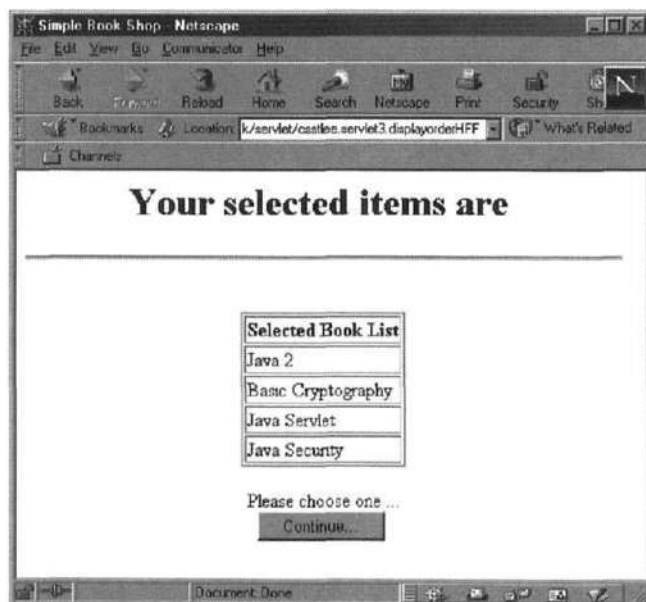 Simple Book Shop - Netscape
File Edit View Go Communicator Help
Back Forward Reload Home Search Netscape Print Security Sh
N
Bookmarks Location: k/servlet/castlee.servlet3.displayorderHFF What's Related
Channels
Your selected items are
Selected Book List
Java 2
Basic Cryptography
Java Servlet
Java Security
Please choose one ...
Continue...
Document: Done